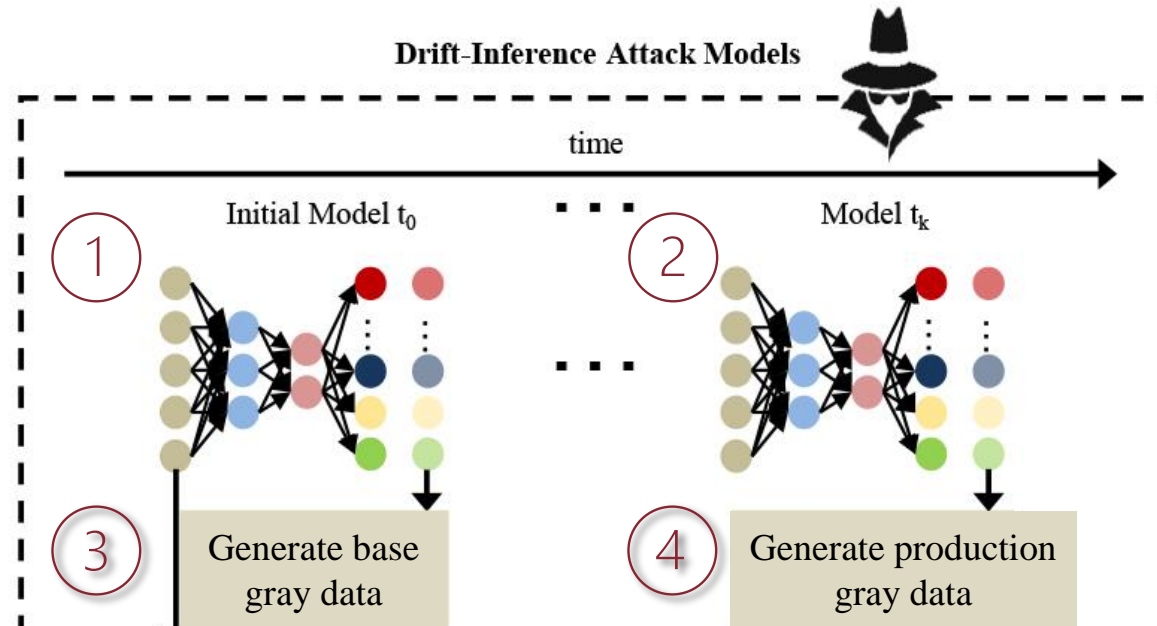 Drift-Inference Attack Models
time
Initial Model t₀
. . .
Model tₖ
1
2
. . .
3
Generate base
gray data
4
Generate production
gray data